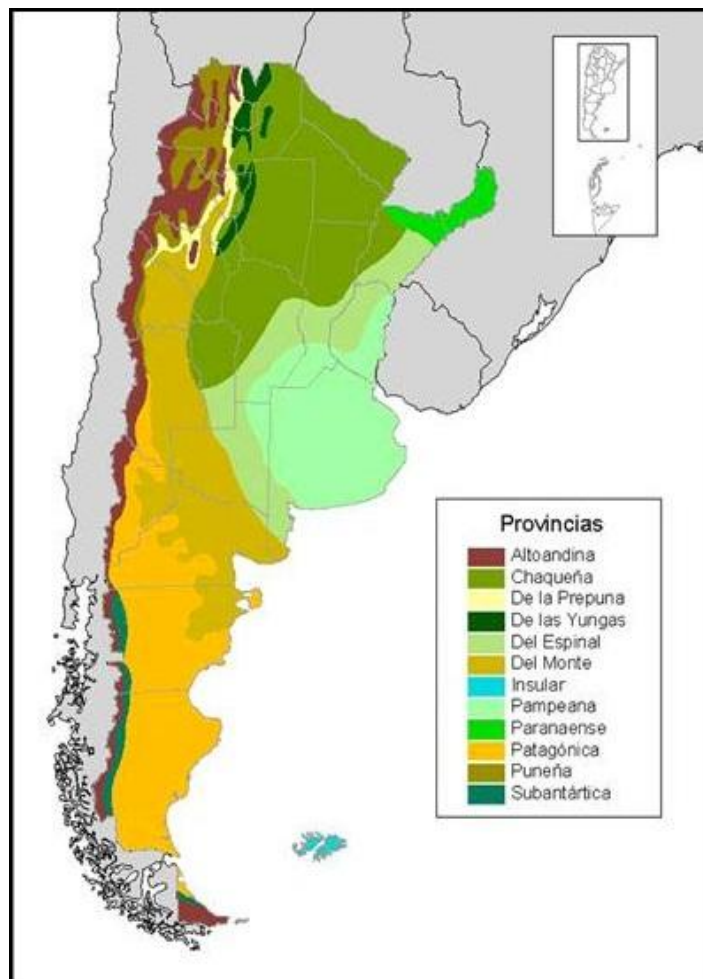 Provincias
Altoandina
Chaqueña
De la Prepuna
De las Yungas
Del Espinal
Del Monte
Insular
Pampeana
Paranaense
Patagónica
Puneña
Subantártica